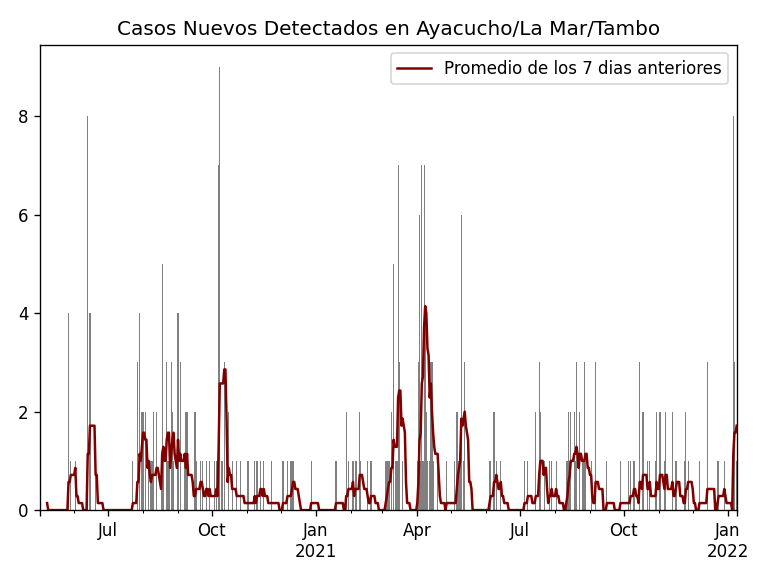 Casos Nuevos Detectados en Ayacucho/La Mar/Tambo
Promedio de los 7 dias anteriores
8
6
4
2
0
Jul
Oct
Jan
2021
Apr
Jul
Oct
Jan
2022